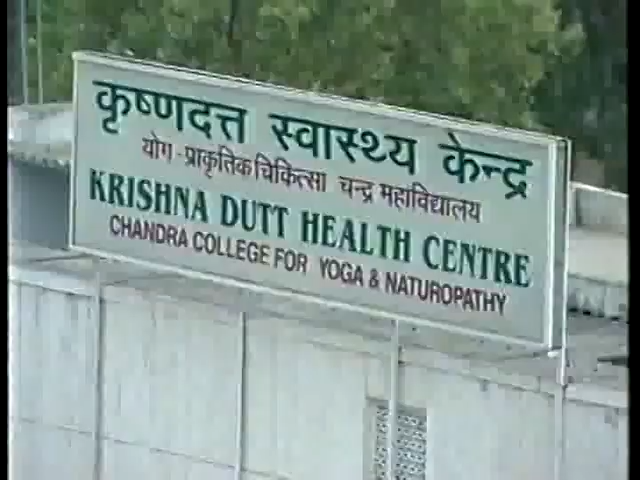 कृष्णदत्त स्वास्थ्य केन्द्र
योग - प्राकृतिक चिकित्सा चन्द्र महाविद्यालय
KRISHNA DUTT HEALTH CENTRE
CHANDRA COLLEGE FOR YOGA & NATUROPATHY